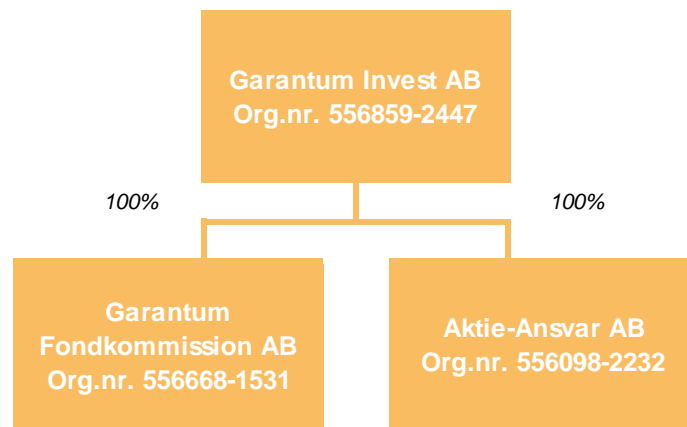 Garantum Invest AB
Org.nr. 556859-2447
100%
100%
Garantum
Fondkommission AB
Org.nr. 556668-1531
Aktie-Ansvar AB
Org.nr. 556098-2232